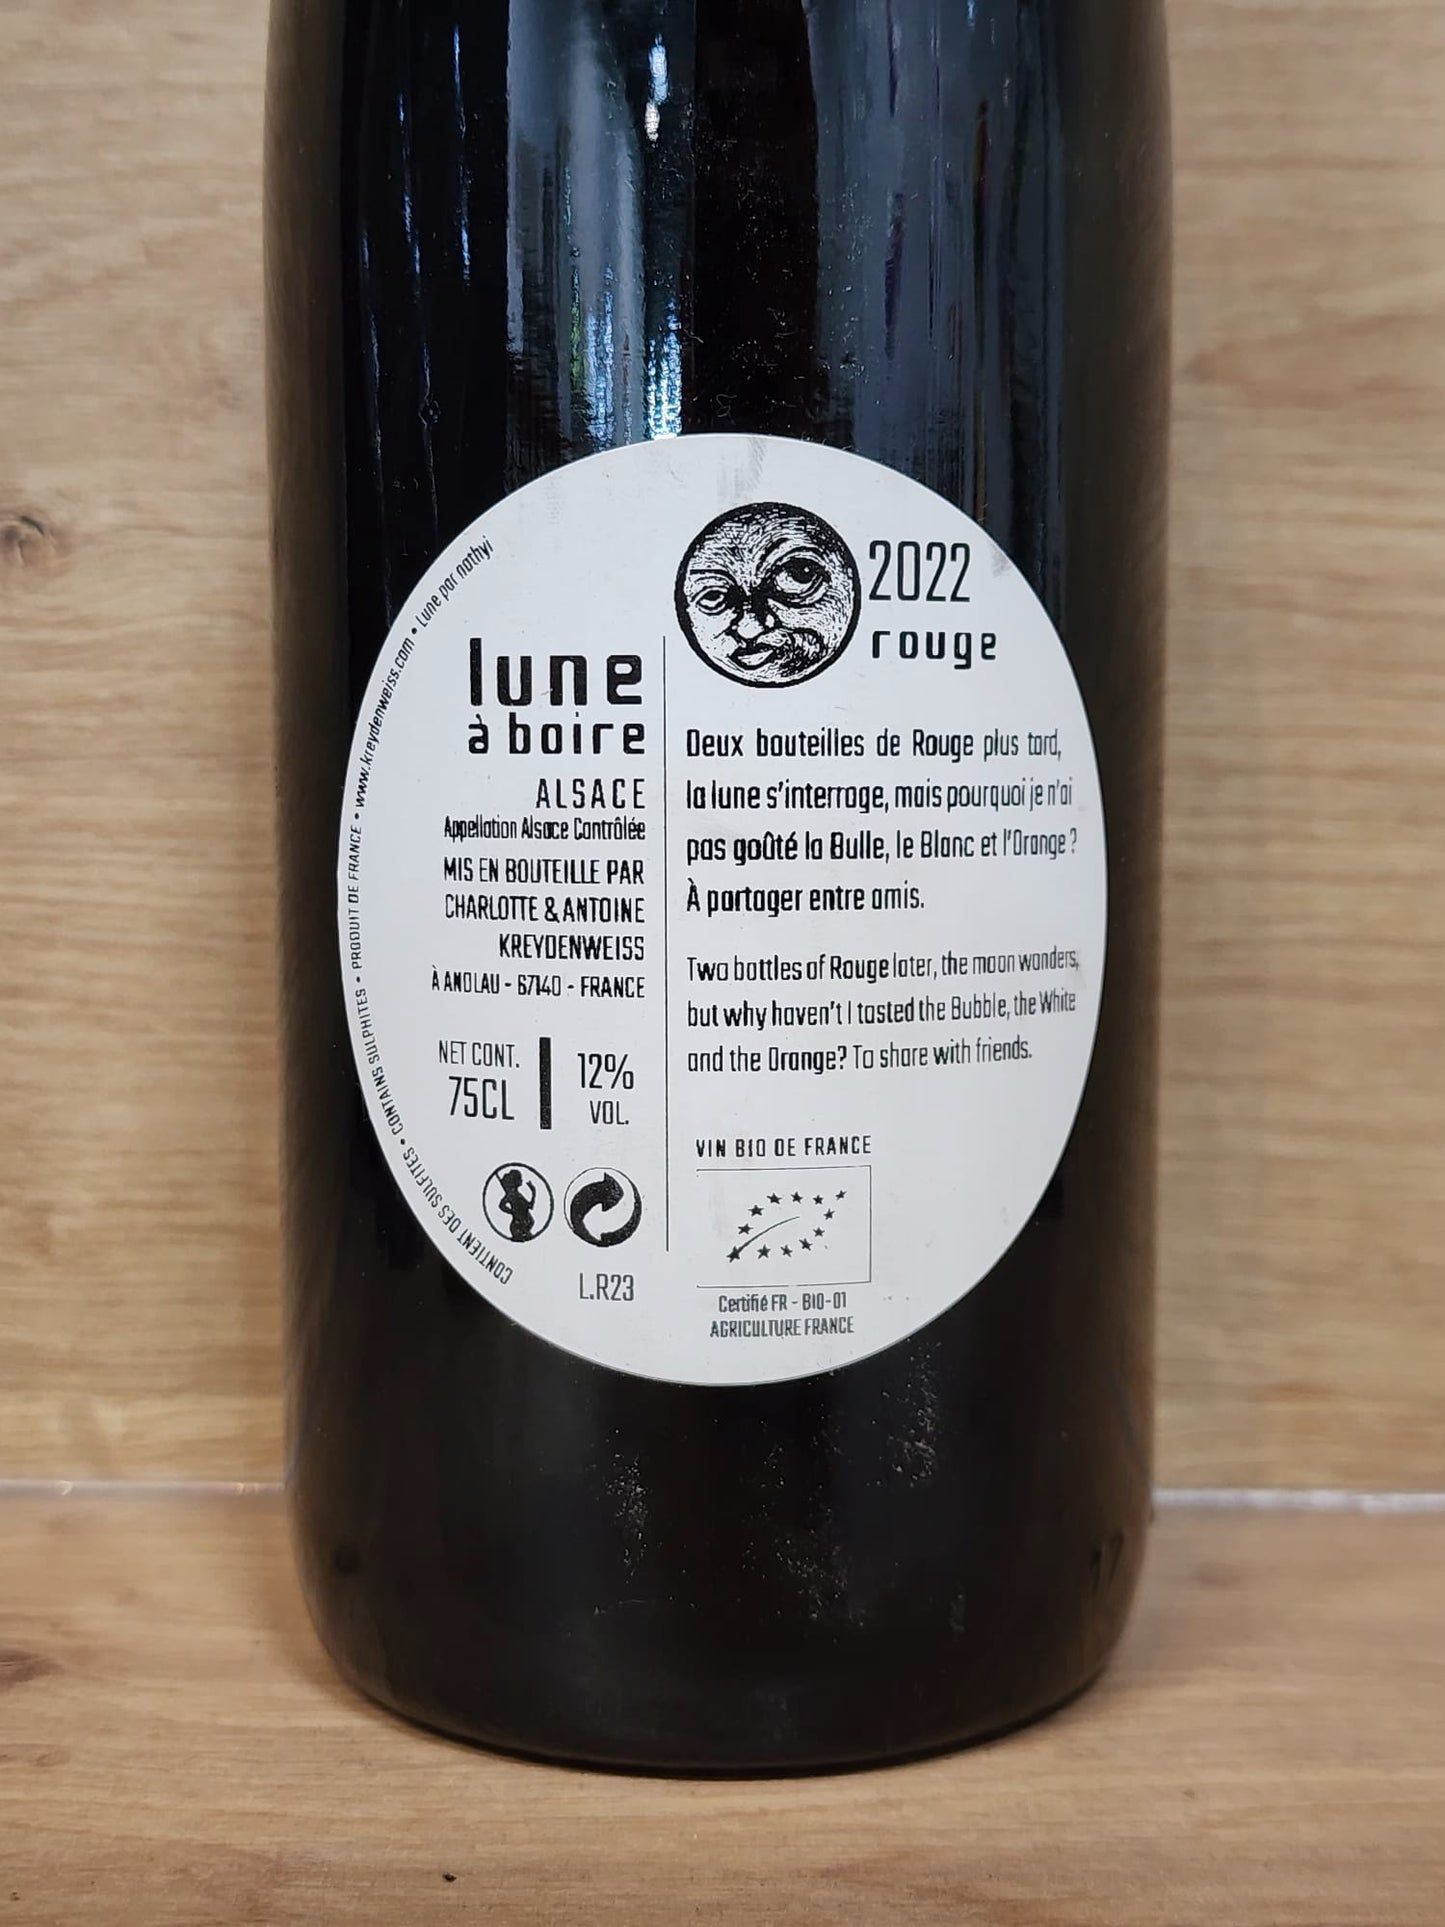 www.kreydenweiss.com • Lune par nathyi
CONTIENT DES SULFITES • CONTAINS SULPHITES • PRODUIT DE FRANCE •
lune
à boire
ALSACE
Appellation Alsace Contrôlée
MIS EN BOUTEILLE PAR
CHARLOTTE & ANTOINE
KREYDENWEISS
À ANDLAU - 67140 - FRANCE
NET CONT.
75CL
12%
VOL.
L.R23
2022
rouge
Deux bouteilles de Rouge plus tard,
la lune s'interroge, mais pourquoi je n'ai
pas goûté la Bulle, le Blanc et l'Orange ?
À partager entre amis.
Two bottles of Rouge later, the moon wonders,
but why haven't I tasted the Bubble, the White
and the Orange? To share with friends.
VIN BIO DE FRANCE
Certifié FR - BIO-01
AGRICULTURE FRANCE
17